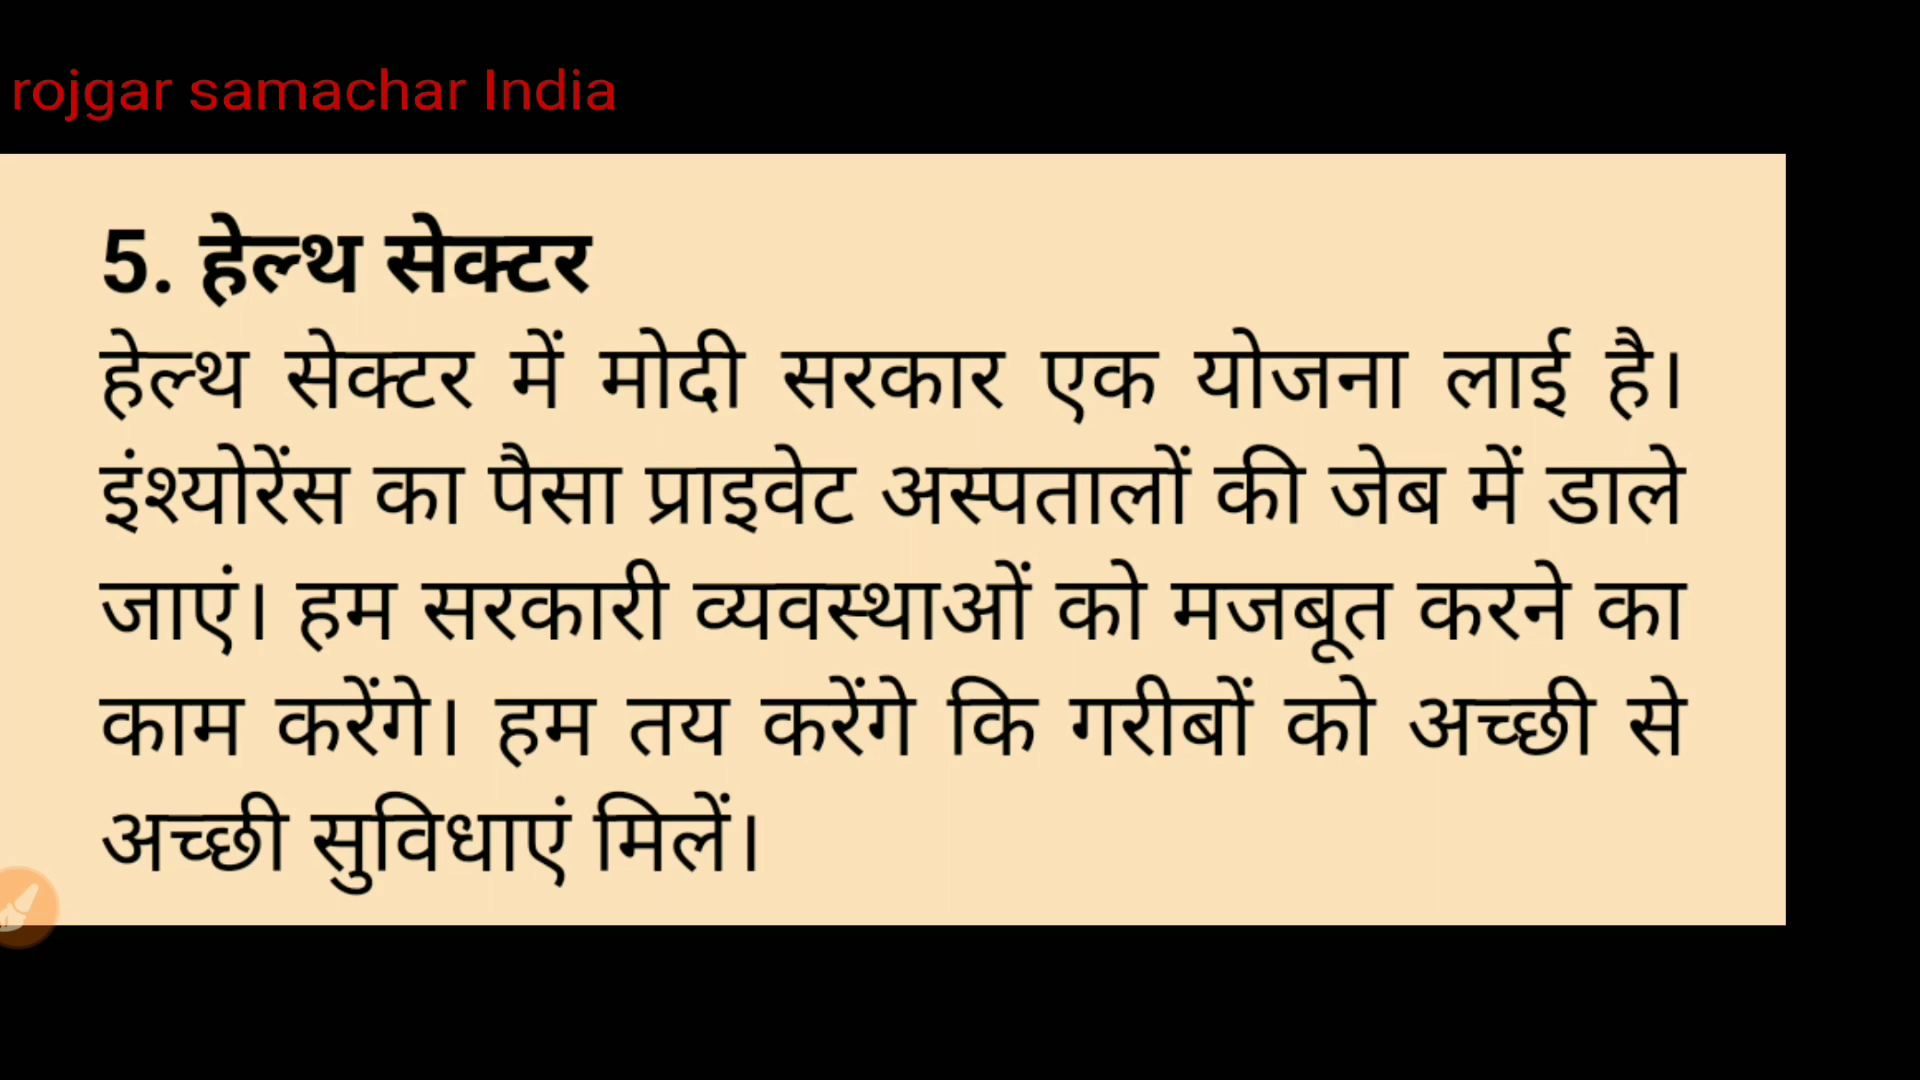 rojgar samachar India
5. हेल्थ सेक्टर
हेल्थ सेक्टर में मोदी सरकार एक योजना लाई है।
इंश्योरेंस का पैसा प्राइवेट अस्पतालों की जेब में डाले
जाएं। हम सरकारी व्यवस्थाओं को मजबूत करने का
काम करेंगे। हम तय करेंगे कि गरीबों को अच्छी से
अच्छी सुविधाएं मिलें।